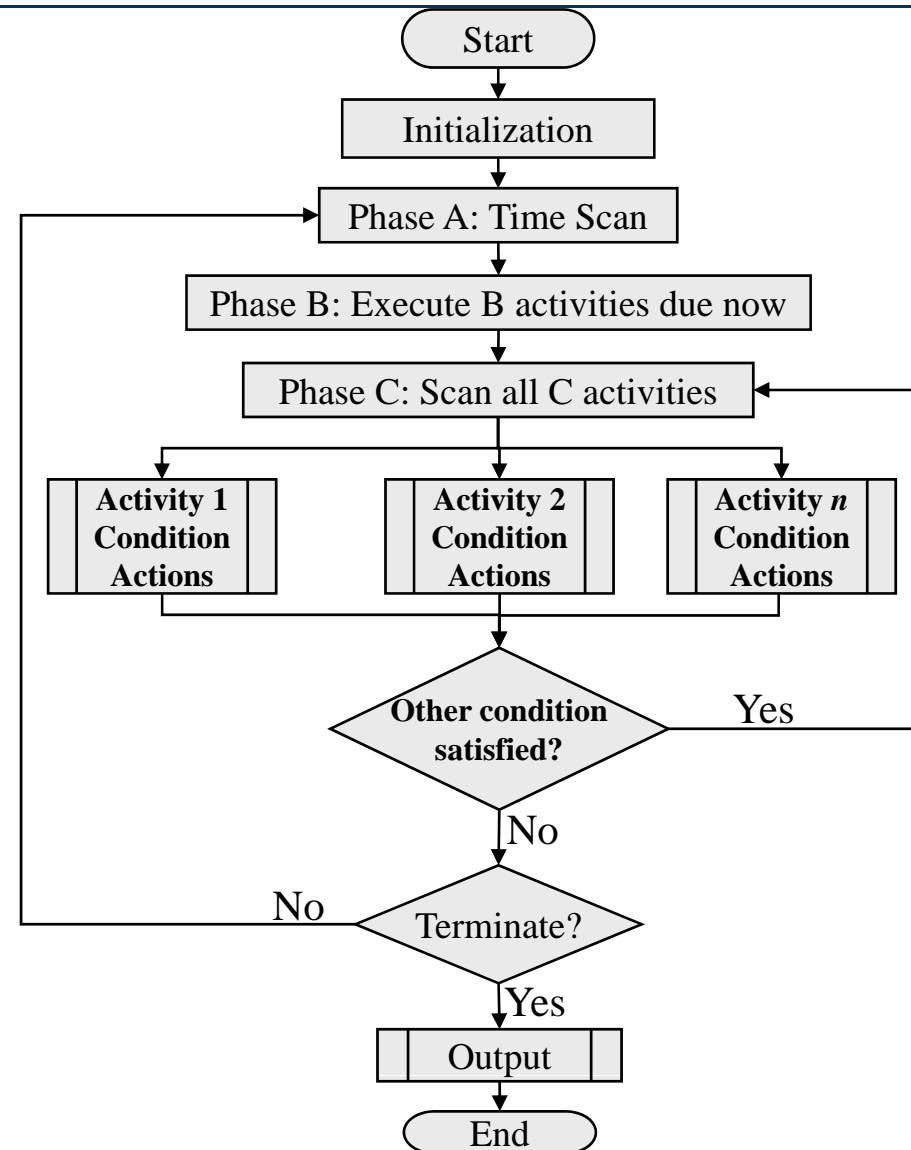 Start
Initialization
Phase A: Time Scan
Phase B: Execute B activities due now
Phase C: Scan all C activities
Activity 1
Condition
Actions
Activity 2
Condition
Actions
Activity n
Condition
Actions
Other condition
satisfied?
Yes
No
No
Terminate?
Yes
Output
End